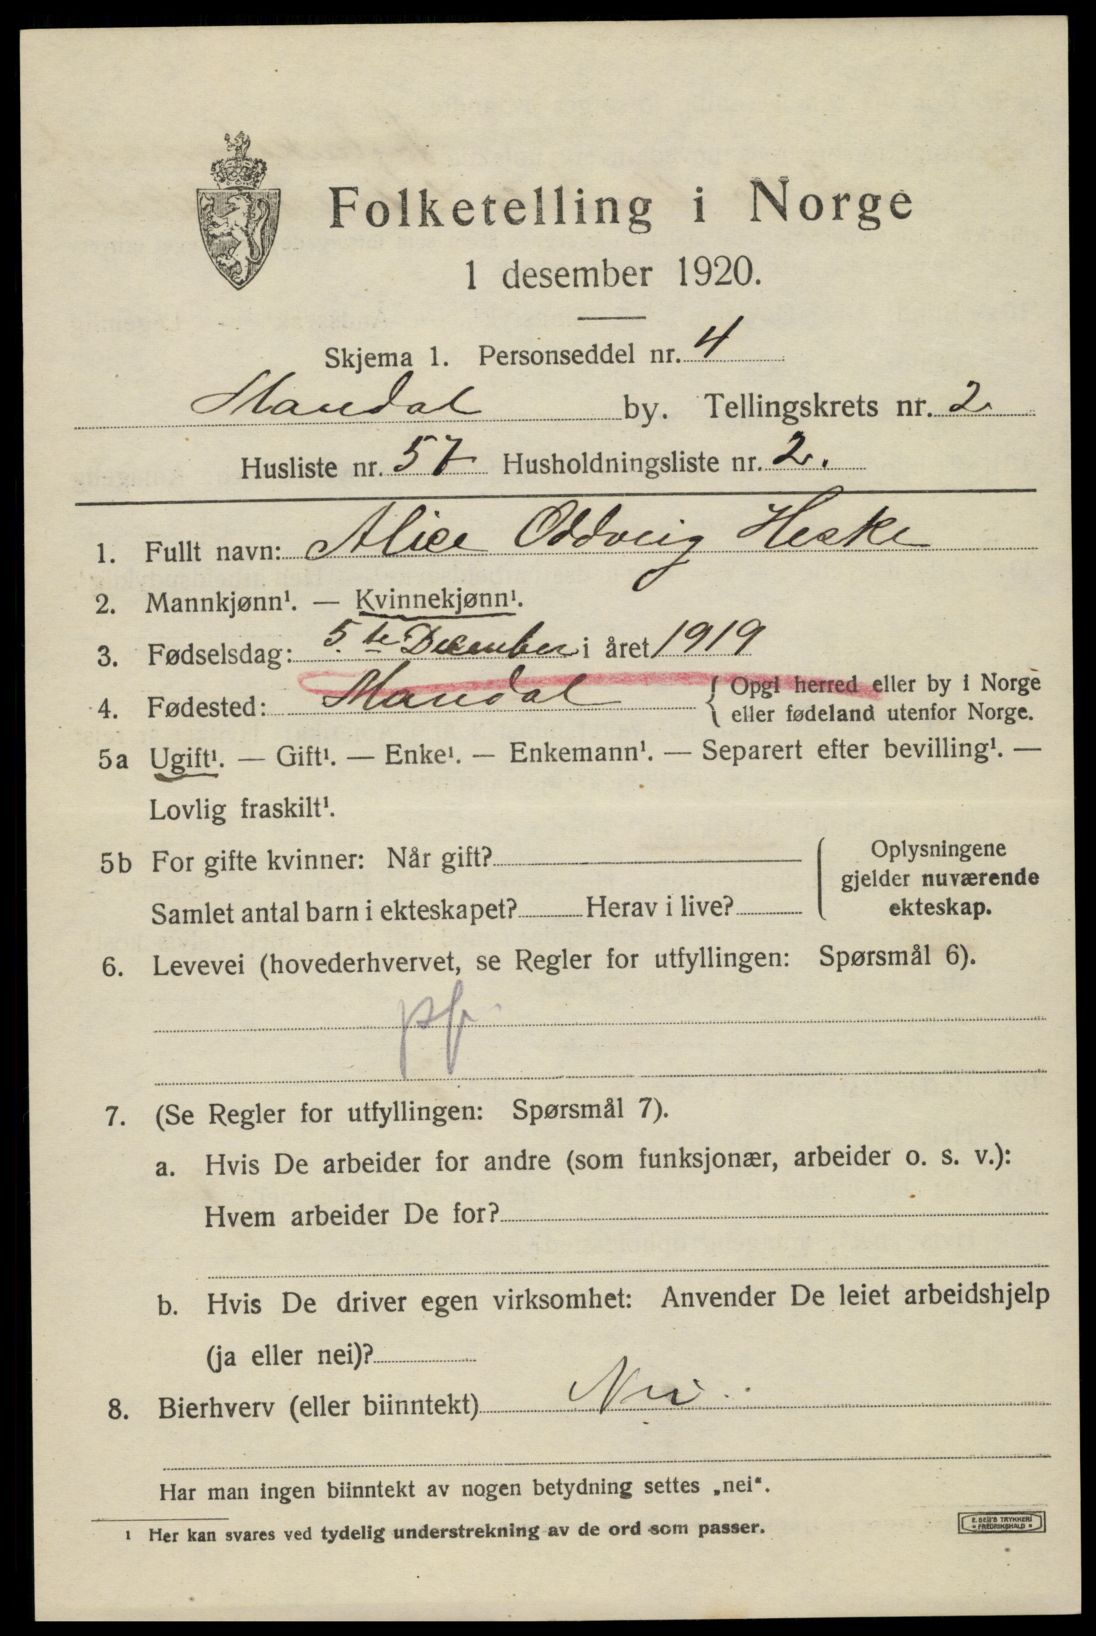 Folketelling i Norge
1 desember 1920.
Skjema 1. Personseddel nr. 4
Mandal by. Tellingskrets nr. 2
Husliste nr. 57 Husholdningsliste nr. 2.
1. Fullt navn: Alice Oddveig Heske
2. Mannkjønn¹. — Kvinnekjønn¹.
3. Fødselsdag: 5te December i året 1919
4. Fødested: Mandal { Opgi herred eller by i Norge
eller fødeland utenfor Norge.
5a Ugift¹. — Gift¹. — Enke¹. — Enkemann¹. — Separert efter bevilling¹. —
Lovlig fraskilt¹.
5b For gifte kvinner: Når gift?
Samlet antal barn i ekteskapet? Herav i live?
Oplysningene
gjelder nuværende
ekteskap.
6. Levevei (hovederhvervet, se Regler for utfyllingen: Spørsmål 6).
pf.
7. (Se Regler for utfyllingen: Spørsmål 7).
a. Hvis De arbeider for andre (som funksjonær, arbeider o. s. v.):
Hvem arbeider De for?
b. Hvis De driver egen virksomhet: Anvender De leiet arbeidshjelp
(ja eller nei)?
8. Bierhverv (eller biinntekt) Nei
Har man ingen biinntekt av nogen betydning settes „nei“.
¹ Her kan svares ved tydelig understrekning av de ord som passer.
E. SEM'S TRYKKERI
FREDRIKSHALD